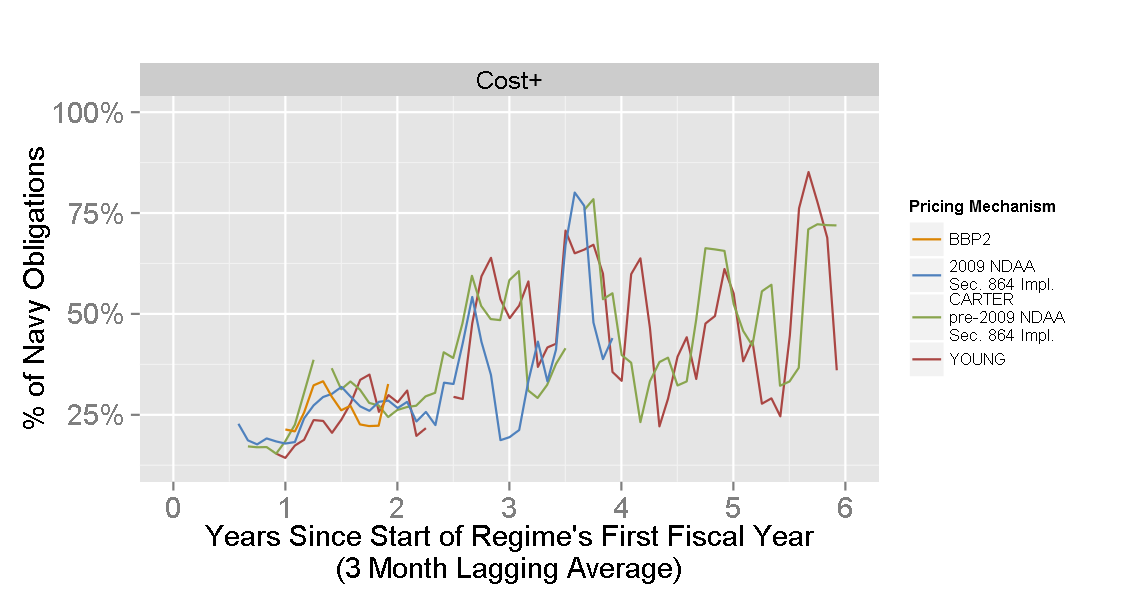 Cost+
100%
75%
50%
25%
% of Navy Obligations
0 1 2 3 4 5 6
Years Since Start of Regime's First Fiscal Year
(3 Month Lagging Average)
Pricing Mechanism
BBP2
2009 NDAA
Sec. 864 Impl.
CARTER
pre-2009 NDAA
Sec. 864 Impl.
YOUNG